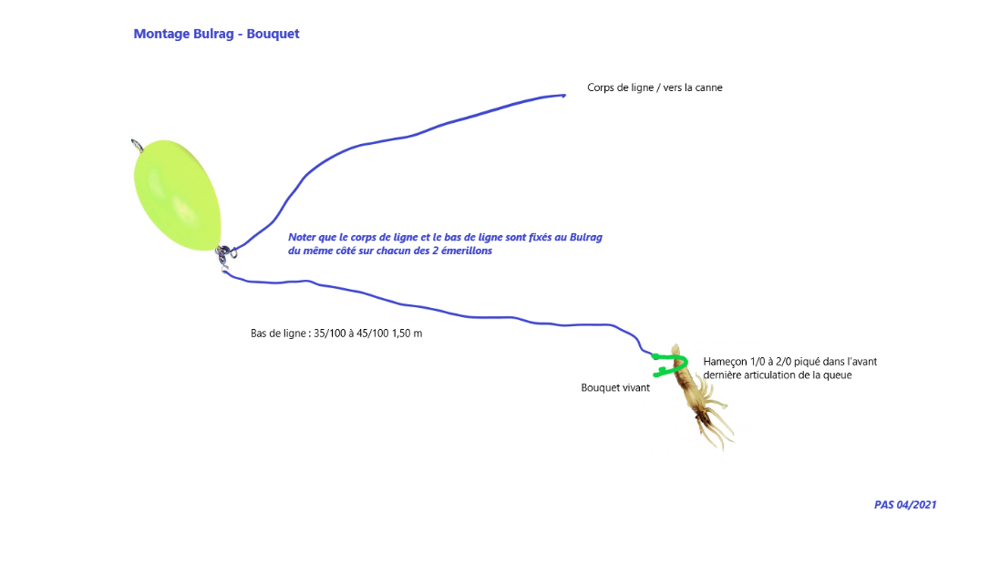 Montage Bulrag - Bouquet
Corps de ligne / vers la canne
Noter que le corps de ligne et le bas de ligne sont fixés au Bulrag
du même côté sur chacun des 2 émerillons
Bas de ligne : 35/100 à 45/100 1,50 m
Hameçon 1/0 à 2/0 piqué dans l'avant
dernière articulation de la queue
Bouquet vivant
PAS 04/2021